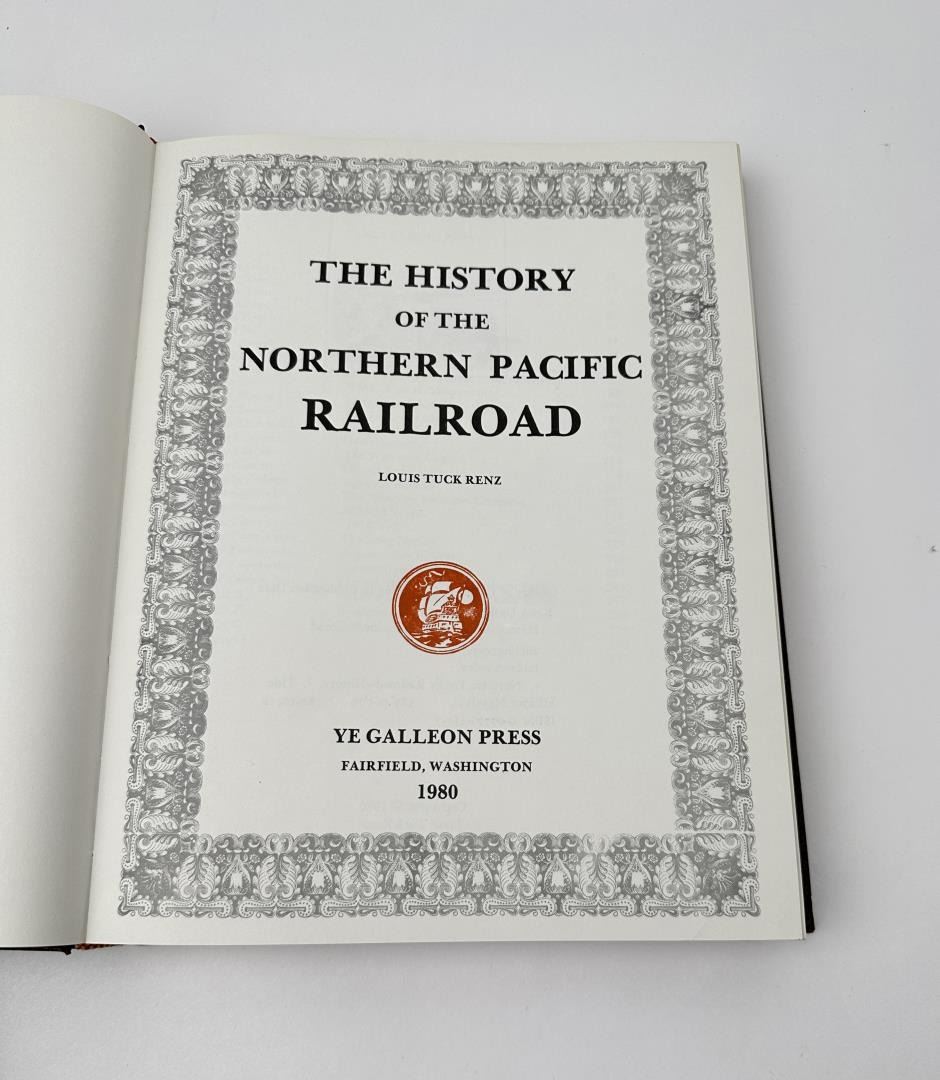 THE HISTORY
OF THE
NORTHERN PACIFIC
RAILROAD
LOUIS TUCK RENZ
YE GALLEON PRESS
FAIRFIELD, WASHINGTON
1980